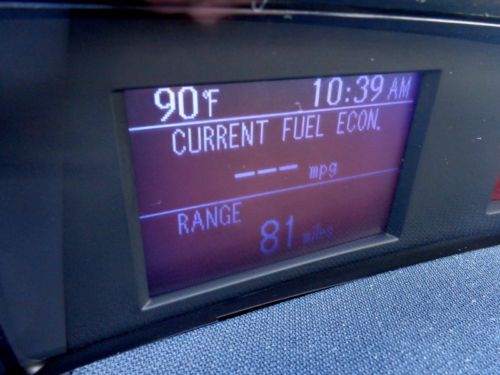 90°F 10:39 AM
CURRENT FUEL ECON.
--- mpg
RANGE
81 miles